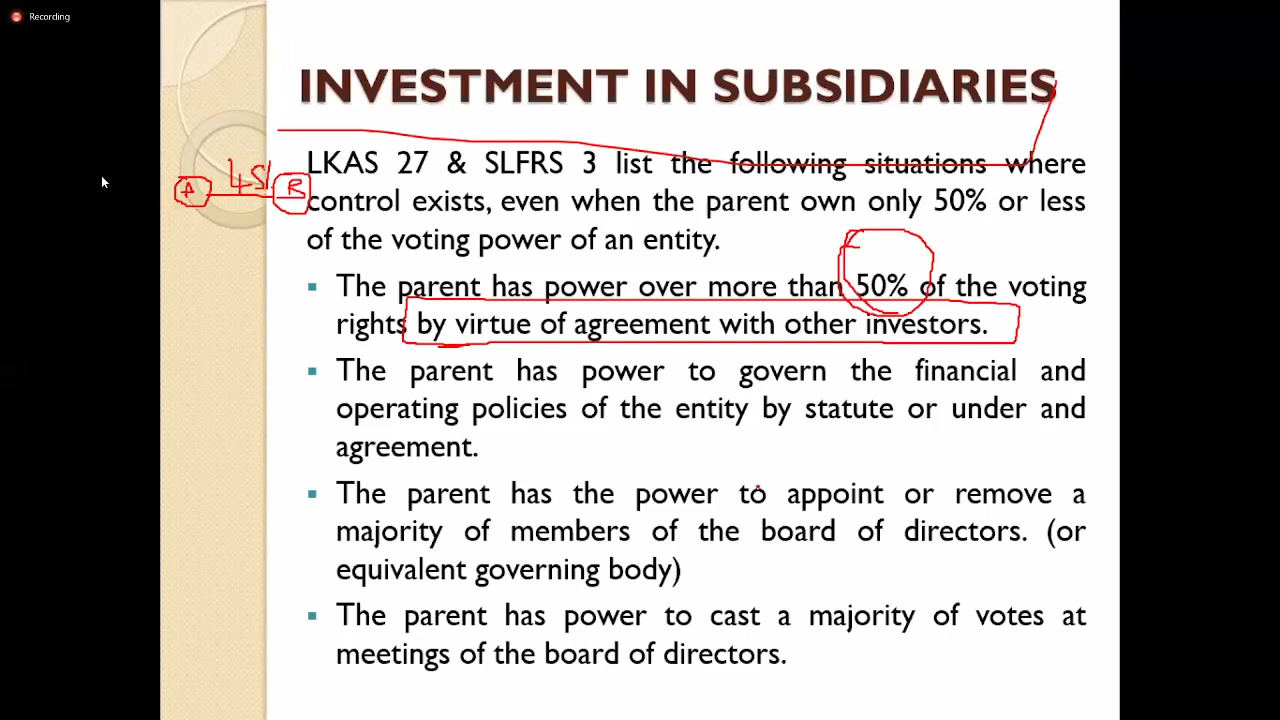 Recording
INVESTMENT IN SUBSIDIARIES
LKAS 27 & SLFRS 3 list the following situations where
control exists, even when the parent own only 50% or less
of the voting power of an entity.
The parent has power over more than 50% of the voting
rights by virtue of agreement with other investors.
The parent has power to govern the financial and
operating policies of the entity by statute or under and
agreement.
The parent has the power to appoint or remove a
majority of members of the board of directors. (or
equivalent governing body)
The parent has power to cast a majority of votes at
meetings of the board of directors.